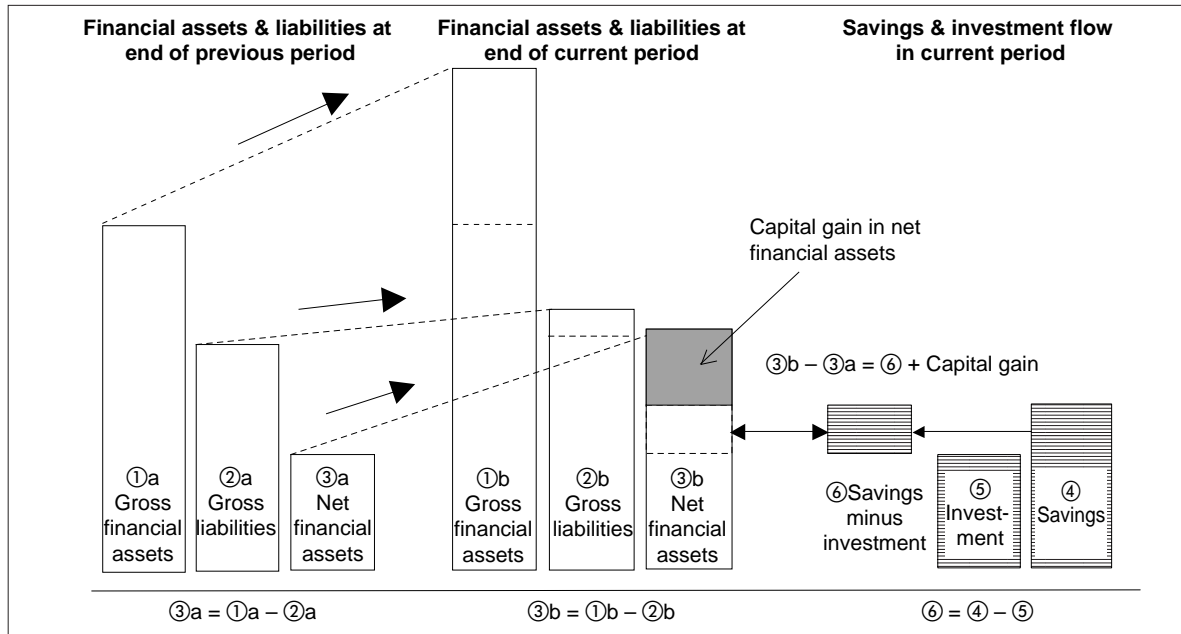 Financial assets & liabilities at
end of previous period
Financial assets & liabilities at
end of current period
Savings & investment flow
in current period
Capital gain in net
financial assets
③b – ③a = ⑥ + Capital gain
①a
Gross
financial
assets
②a
Gross
liabilities
③a
Net
financial
assets
①b
Gross
financial
assets
②b
Gross
liabilities
③b
Net
financial
assets
⑥Savings
minus
investment
⑤
Invest-
ment
④
Savings
③a = ①a – ②a
③b = ①b – ②b
⑥ = ④ – ⑤